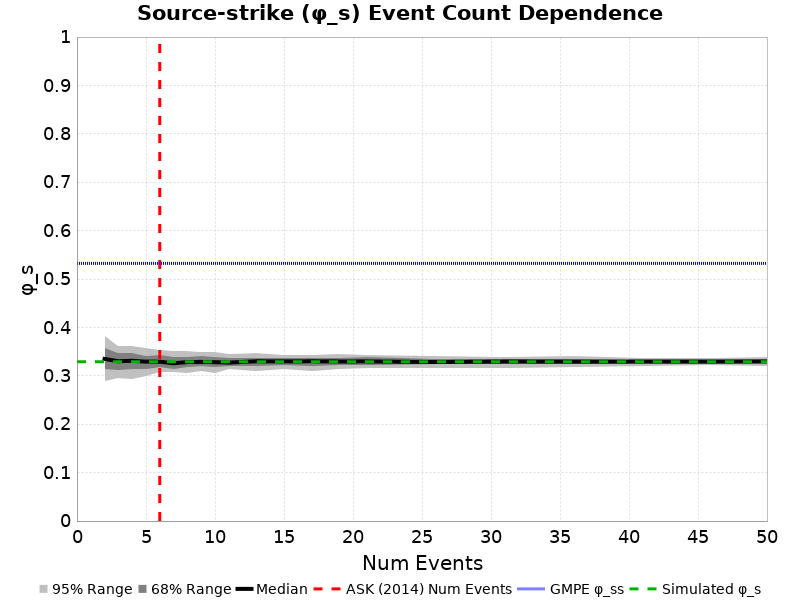 Source-strike (φ_s) Event Count Dependence
φ_s
1
0.9
0.8
0.7
0.6
0.5
0.4
0.3
0.2
0.1
0
0 5 10 15 20 25 30 35 40 45 50
Num Events
95% Range 68% Range Median ASK (2014) Num Events GMPE φ_ss Simulated φ_s